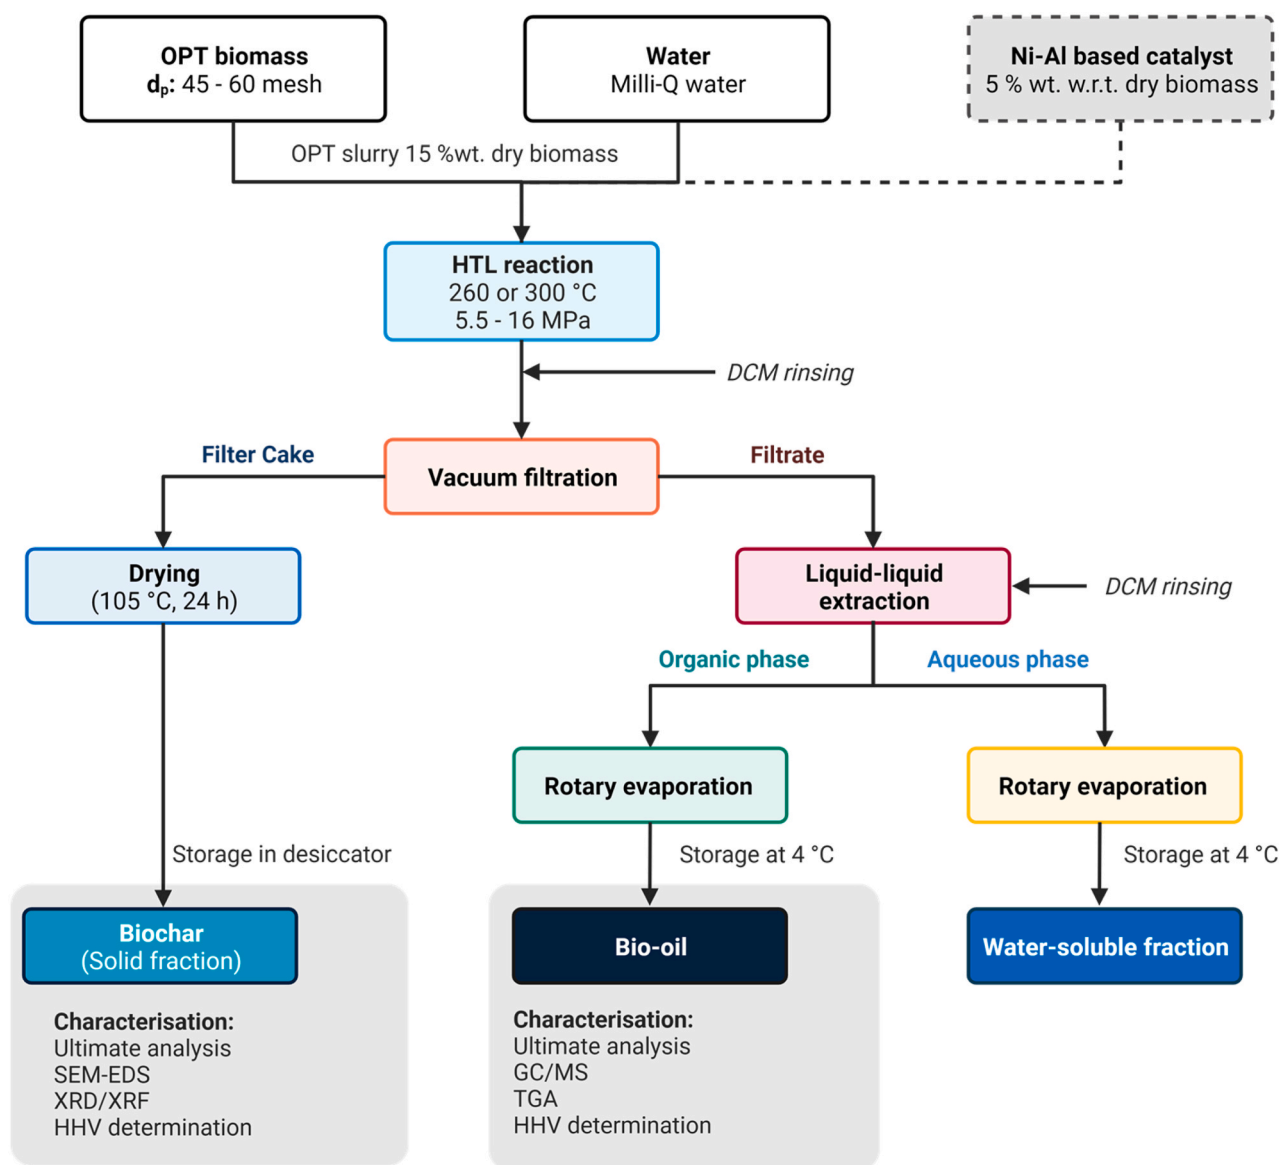 OPT biomass
dₚ: 45 - 60 mesh
Water
Milli-Q water
Ni-Al based catalyst
5 % wt. w.r.t. dry biomass
OPT slurry 15 %wt. dry biomass
HTL reaction
260 or 300 °C
5.5 - 16 MPa
DCM rinsing
Filter Cake
Vacuum filtration
Filtrate
Drying
(105 °C, 24 h)
Liquid-liquid
extraction
DCM rinsing
Organic phase
Aqueous phase
Rotary evaporation
Rotary evaporation
Storage in desiccator
Storage at 4 °C
Storage at 4 °C
Biochar
(Solid fraction)
Bio-oil
Water-soluble fraction
Characterisation:
Ultimate analysis
SEM-EDS
XRD/XRF
HHV determination
Characterisation:
Ultimate analysis
GC/MS
TGA
HHV determination